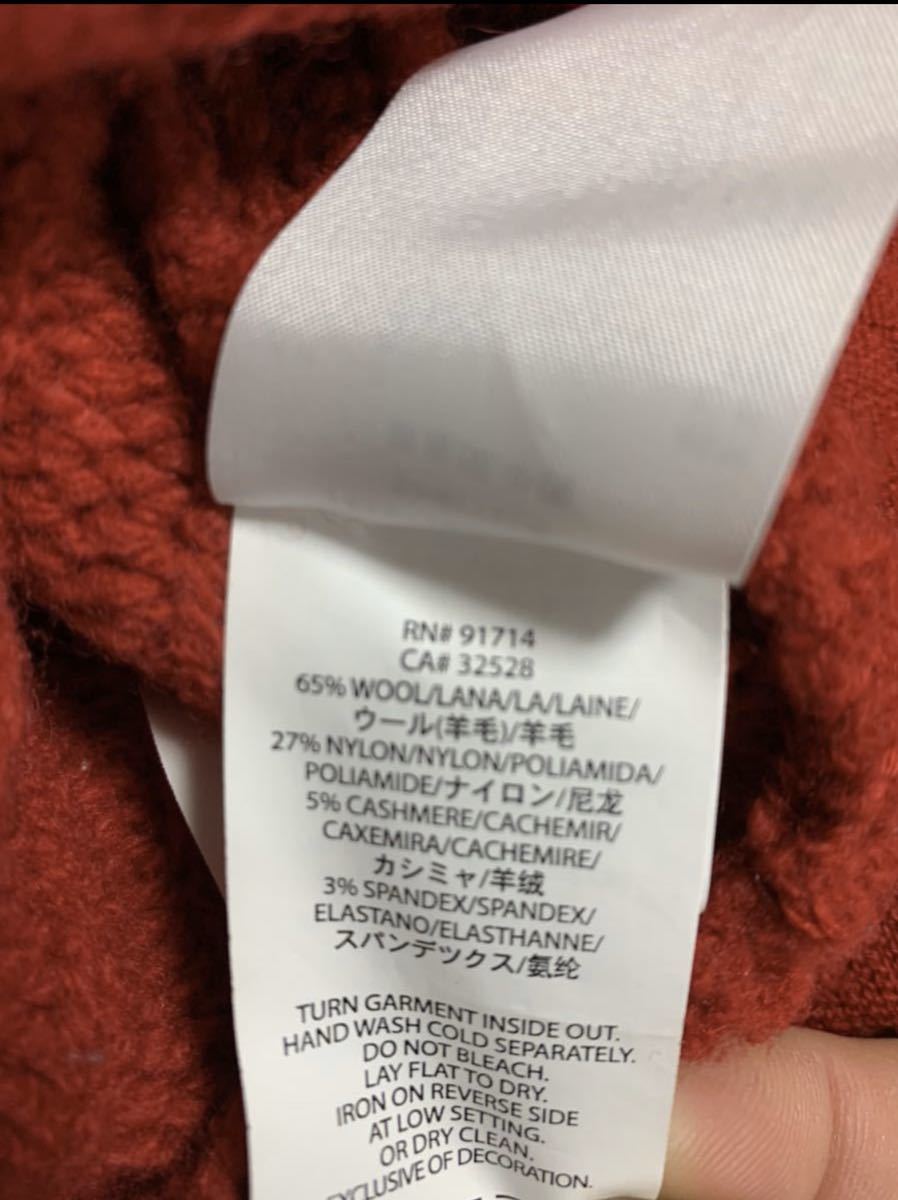 RN# 91714
CA# 32528
65% WOOL/LANA/LA/LAINE/
ウール(羊毛)/羊毛
27% NYLON/NYLON/POLIAMIDA/
POLIAMIDE/ナイロン/尼龙
5% CASHMERE/CACHEMIR/
CAXEMIRA/CACHEMIRE/
カシミャ/羊绒
3% SPANDEX/SPANDEX/
ELASTANO/ELASTHANNE/
スパンデックス/氨纶
TURN GARMENT INSIDE OUT.
HAND WASH COLD SEPARATELY.
DO NOT BLEACH.
LAY FLAT TO DRY.
IRON ON REVERSE SIDE
AT LOW SETTING.
OR DRY CLEAN.
EXCLUSIVE OF DECORATION.